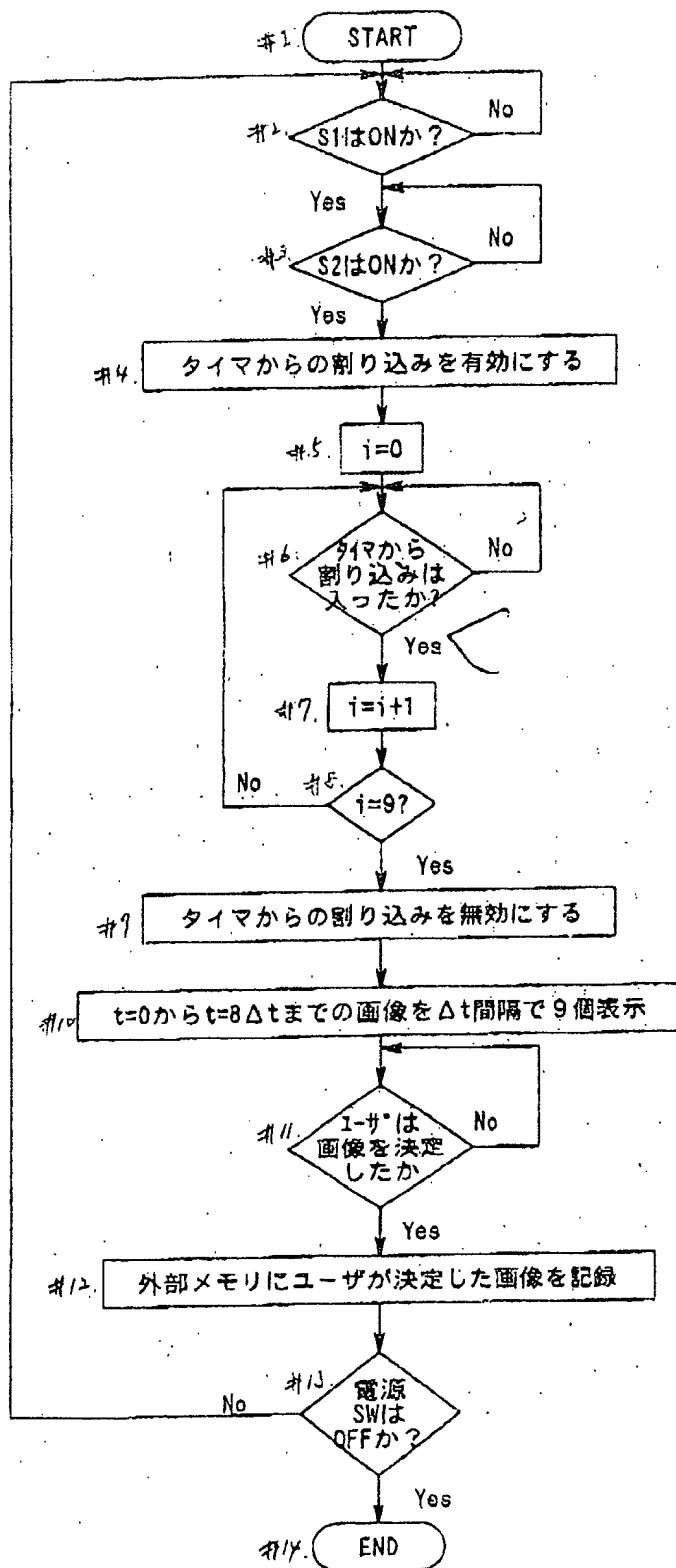 #1. START
No
#2. S1はONか？
Yes
No
#3. S2はONか？
Yes
#4. タイマからの割り込みを有効にする
#5. i=0
#6. タイマから
割り込みは
入ったか?
No
Yes
#7. i=i+1
No
#8. i=9?
Yes
#9 タイマからの割り込みを無効にする
#10 t=0からt=8Δtまでの画像をΔt間隔で9個表示
#11. ユーザは
画像を決定
したか
No
Yes
#12. 外部メモリにユーザが決定した画像を記録
#13. 電源
SWは
OFFか？
No
Yes
#14. END